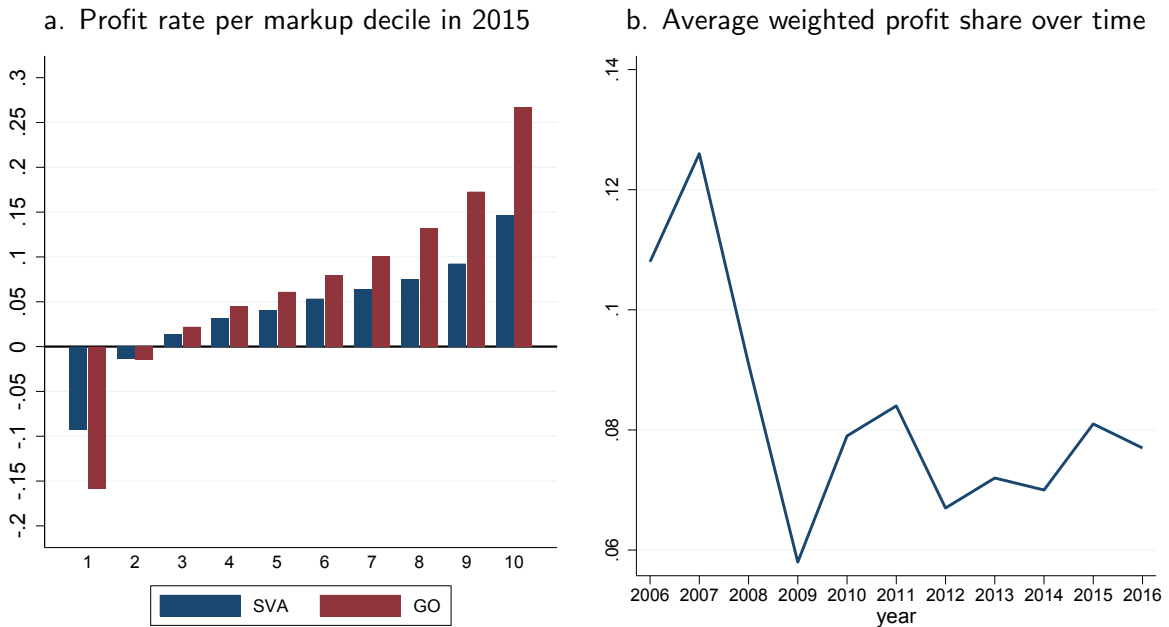 a. Profit rate per markup decile in 2015
.3
.25
.2
.15
.1
.05
0
-.05
-.1
-.15
-.2
1 2 3 4 5 6 7 8 9 10
SVA GO
b. Average weighted profit share over time
.14
.12
.1
.08
.06
2006 2007 2008 2009 2010 2011 2012 2013 2014 2015 2016
year